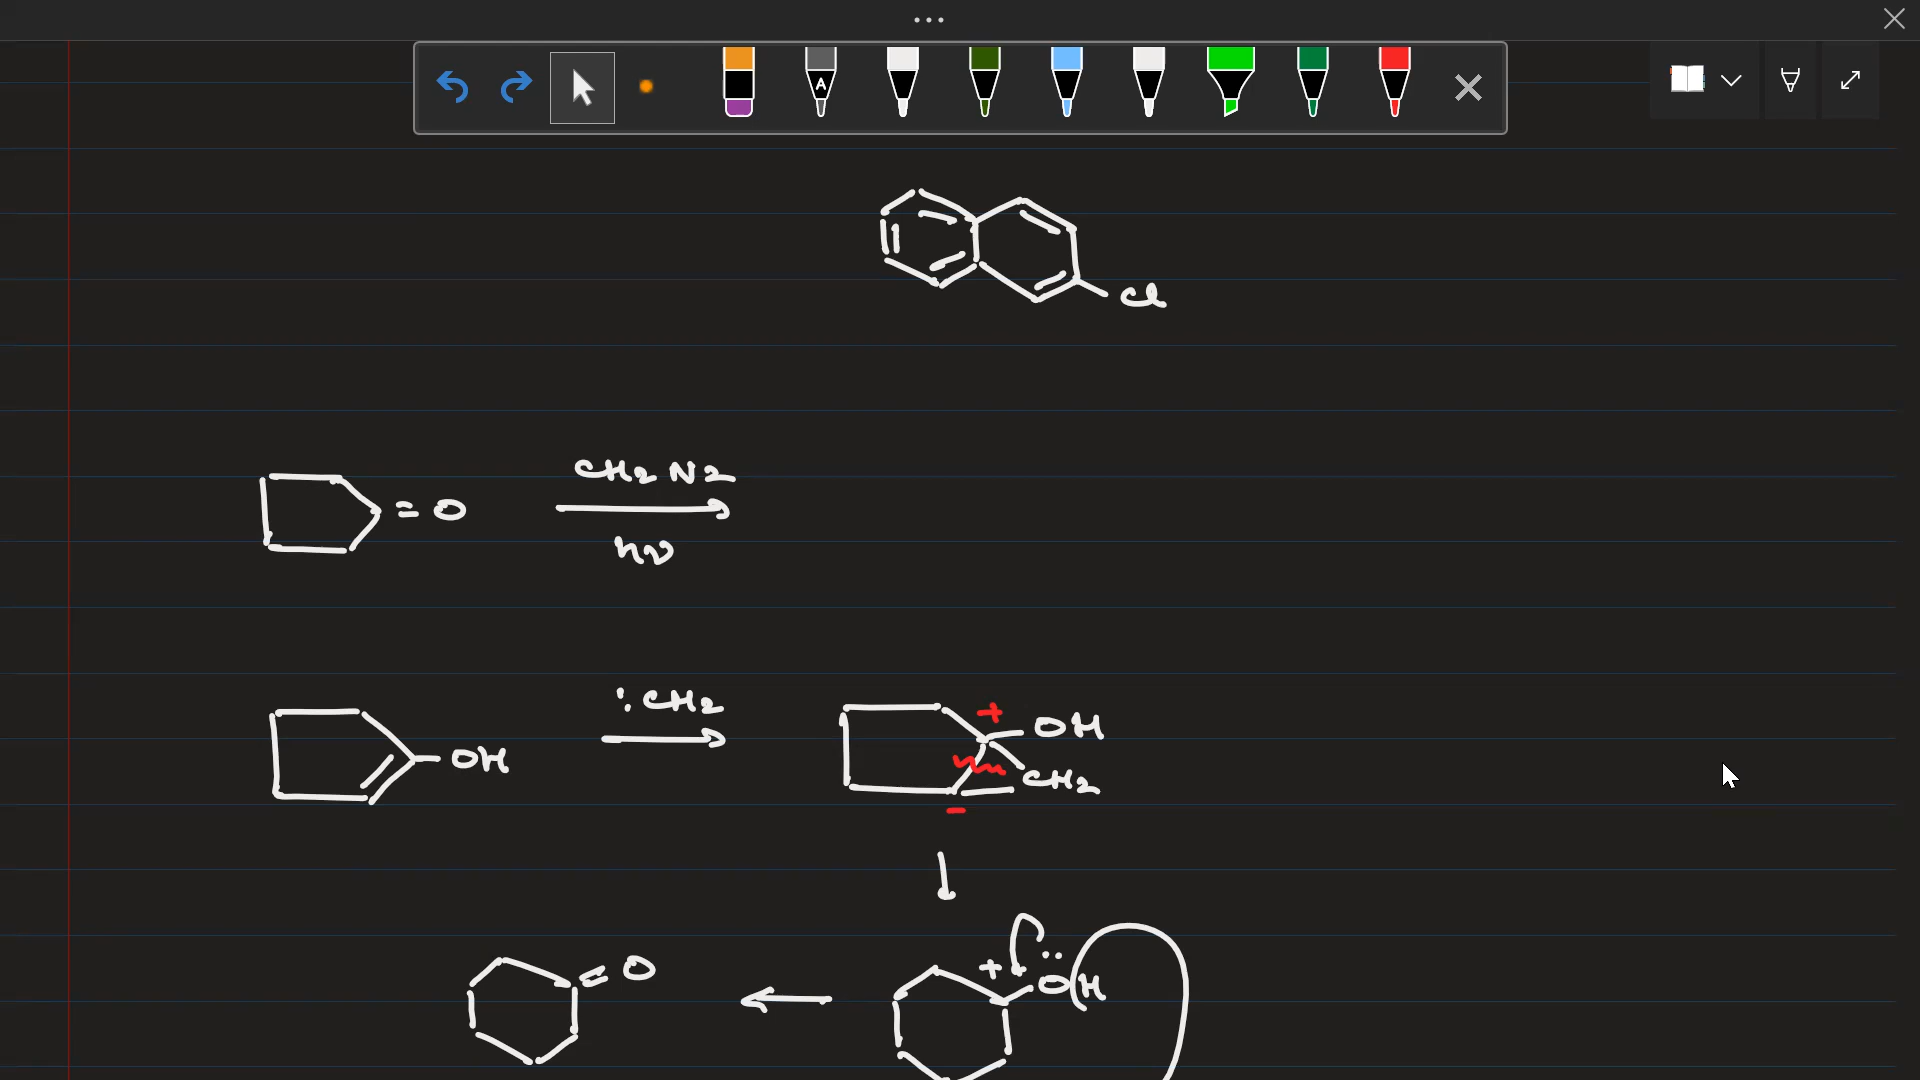 A
Cl
CH2N2
= O
hν
: CH2
+
OH
OH
CH2
-
+
= O
: OH